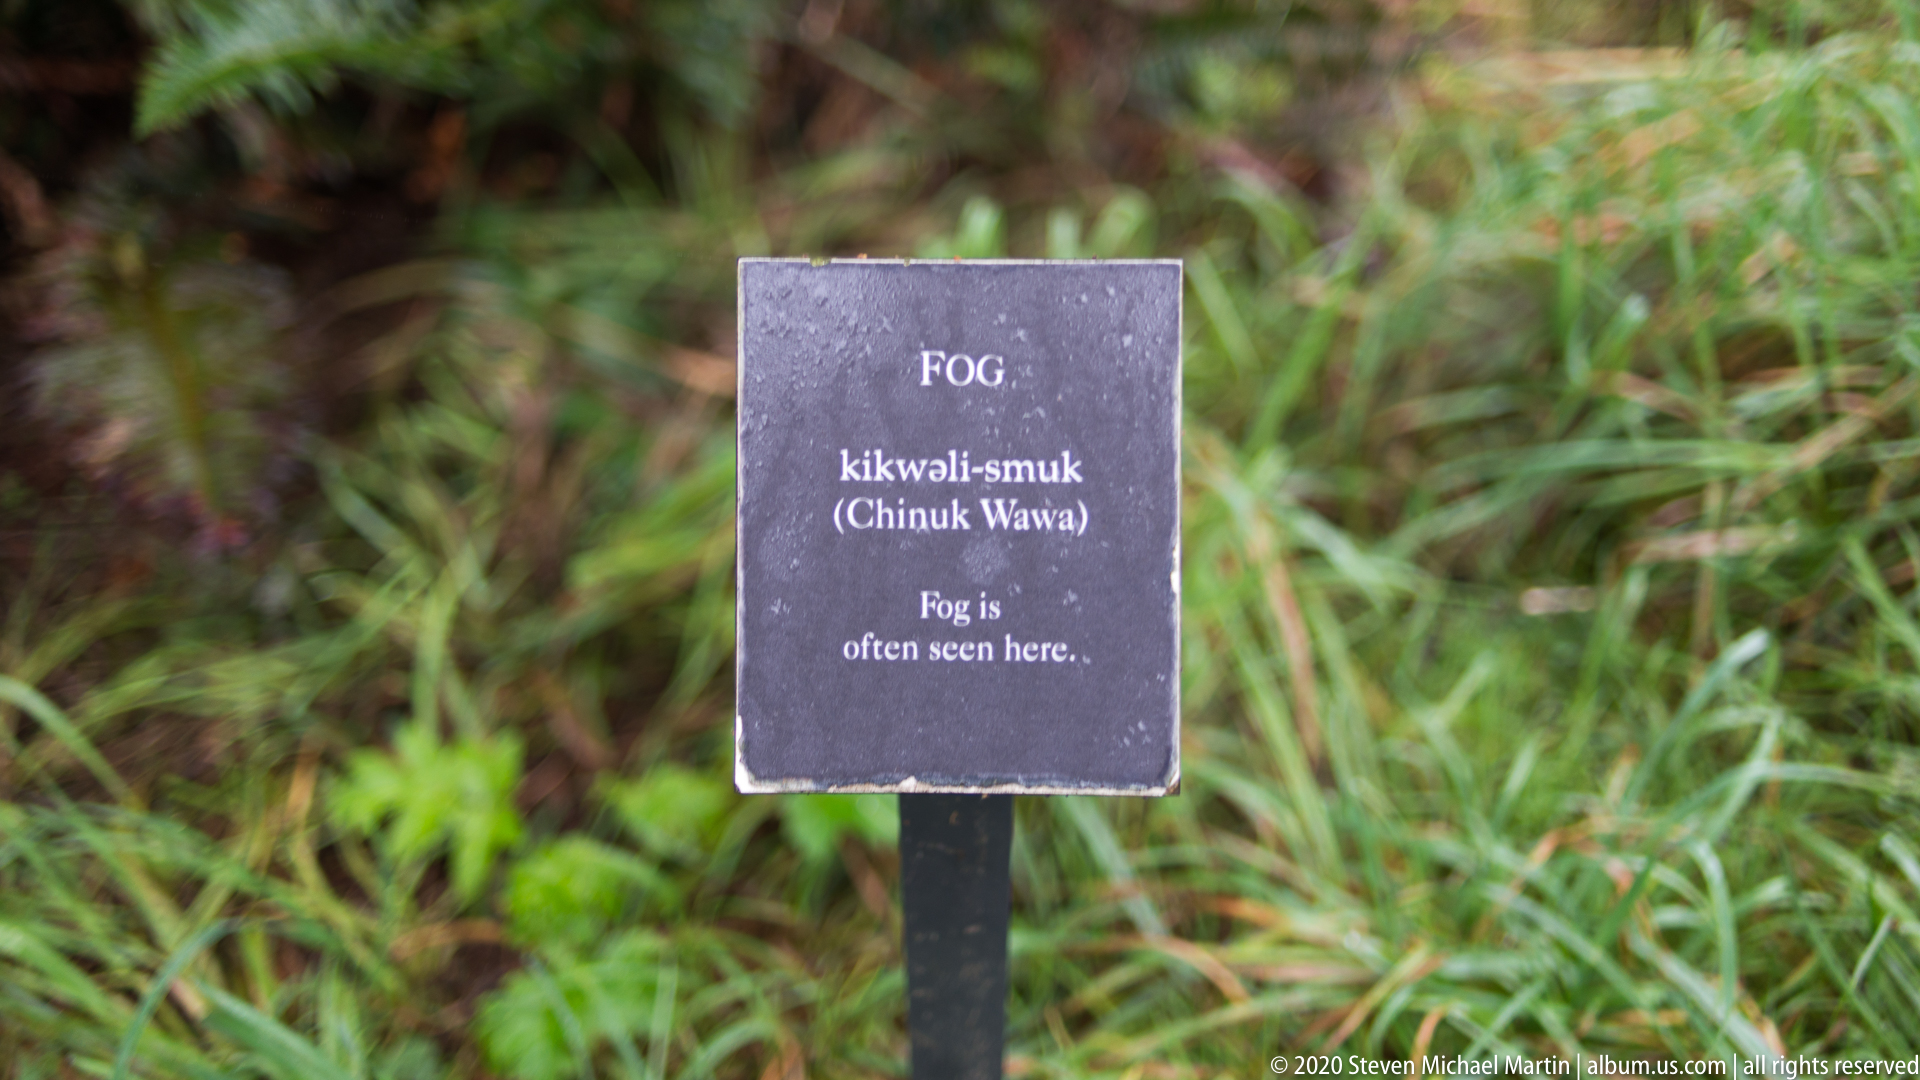 FOG
kikwəli-smuk
(Chinuk Wawa)
Fog is
often seen here.
© 2020 Steven Michael Martin | album.us.com | all rights reserved